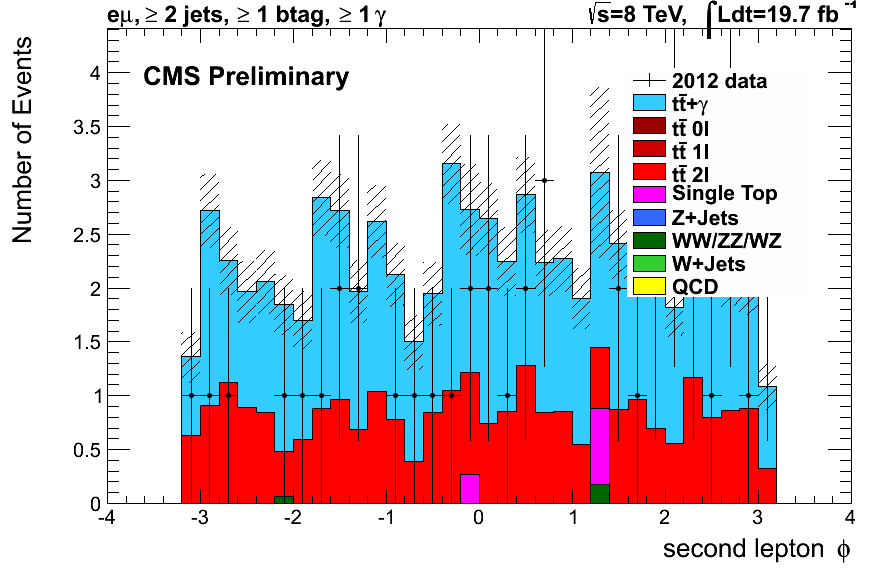 eμ, ≥ 2 jets, ≥ 1 btag, ≥ 1 γ
√s=8 TeV, ∫Ldt=19.7 fb⁻¹
CMS Preliminary
Number of Events
4
3.5
3
2.5
2
1.5
1
0.5
0
2012 data
tt̄+γ
tt̄ 0l
tt̄ 1l
tt̄ 2l
Single Top
Z+Jets
WW/ZZ/WZ
W+Jets
QCD
-4 -3 -2 -1 0 1 2 3 4
second lepton ϕ